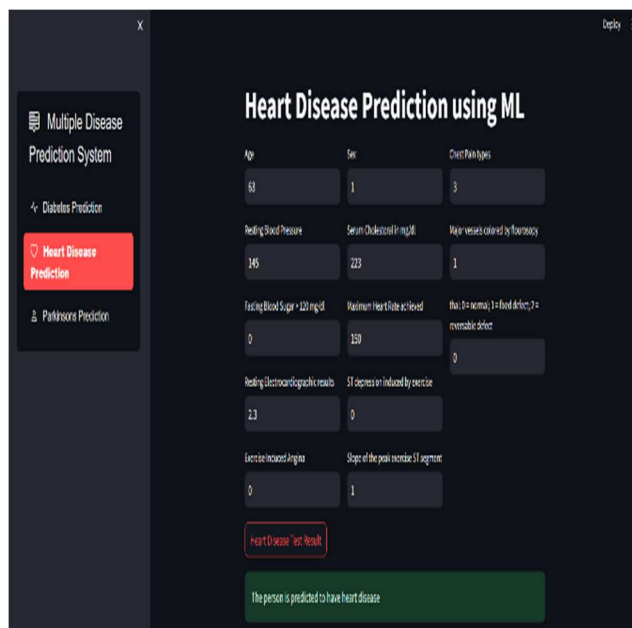 X
Deploy
Multiple Disease
Prediction System
Diabetes Prediction
Heart Disease
Prediction
Parkinsons Prediction
Heart Disease Prediction using ML
Age
Sex
Chest Pain types
63
1
3
Resting Blood Pressure
Serum Cholestoral in mg/dl
Major vessels colored by flourosopy
145
223
1
Fasting Blood Sugar > 120 mg/dl
Maximum Heart Rate achieved
thal: 0 = normal; 1 = fixed defect; 2 =
reversable defect
0
150
0
Resting Electrocardiographic results
ST depression induced by exercise
2.3
0
Exercise Induced Angina
Slope of the peak exercise ST segment
0
1
Heart Disease Test Result
The person is predicted to have heart disease